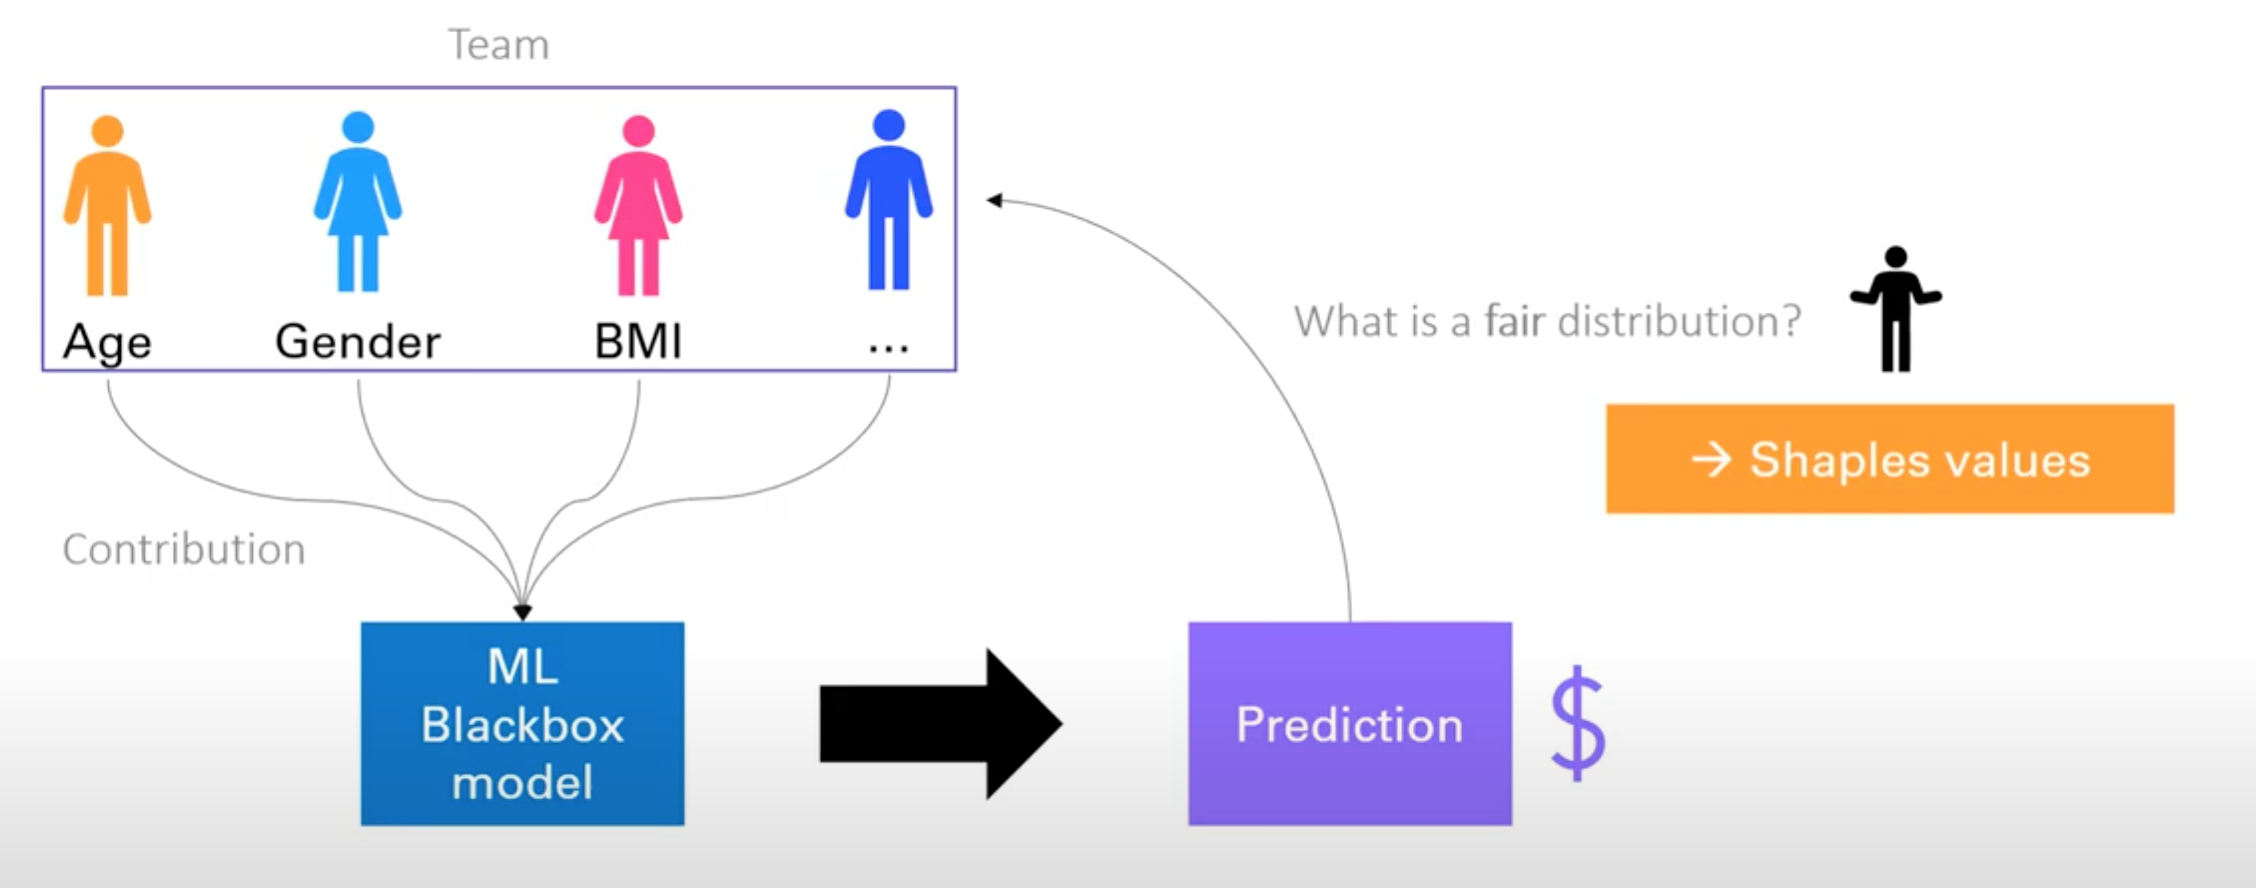 Team
Age
Gender
BMI
...
What is a fair distribution?
→ Shaples values
Contribution
ML
Blackbox
model
Prediction
$